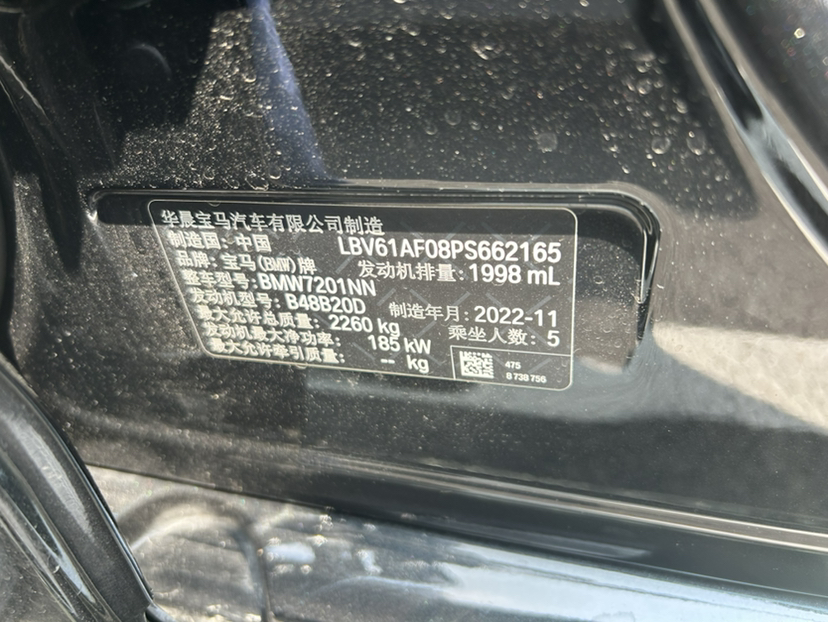 华晨宝马汽车有限公司制造
制造国: 中国 LBV61AF08PS662165
品牌: 宝马(BMW)牌 发动机排量: 1998 mL
整车型号: BMW7201NN
发动机型号: B48B20D 制造年月: 2022-11
最大允许总质量: 2260 kg 乘坐人数: 5
发动机最大净功率: 185 kW
最大允许牵引质量: -- kg
475
8 738 756